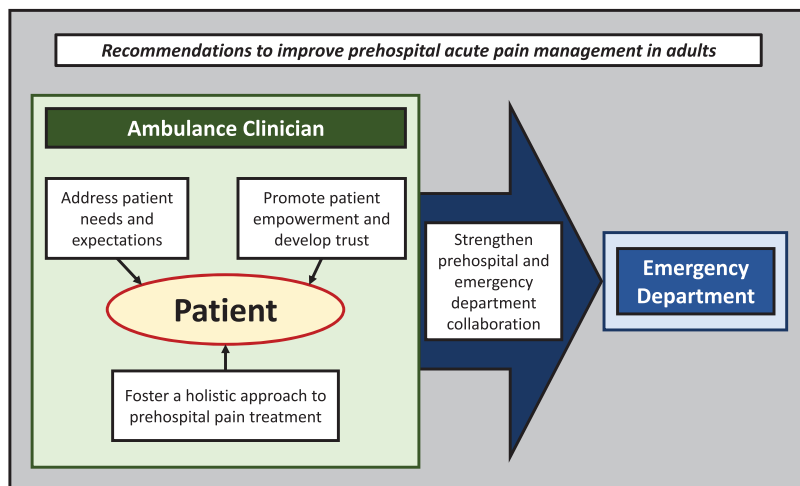 Recommendations to improve prehospital acute pain management in adults
Ambulance Clinician
Address patient
needs and
expectations
Promote patient
empowerment and
develop trust
Patient
Foster a holistic approach to
prehospital pain treatment
Strengthen
prehospital and
emergency
department
collaboration
Emergency
Department